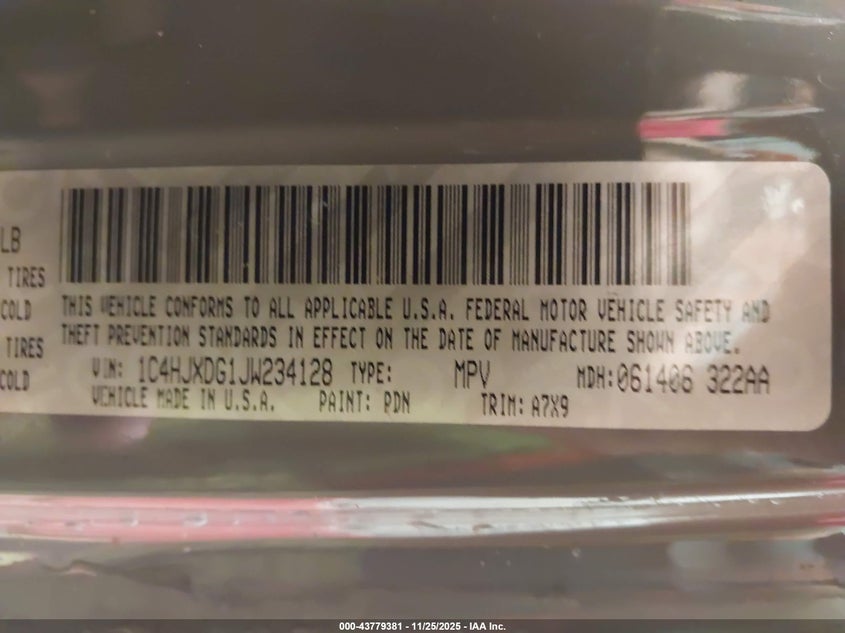 LB
TIRES
COLD
TIRES
COLD
THIS VEHICLE CONFORMS TO ALL APPLICABLE U.S.A. FEDERAL MOTOR VEHICLE SAFETY AND
THEFT PREVENTION STANDARDS IN EFFECT ON THE DATE OF MANUFACTURE SHOWN ABOVE.
VIN: 1C4HJXDG1JW234128 TYPE: MPV MDH:061406 322AA
VEHICLE MADE IN U.S.A. PAINT: PDN TRIM: A7X9
000-43779381 - 11/25/2025 - IAA Inc.